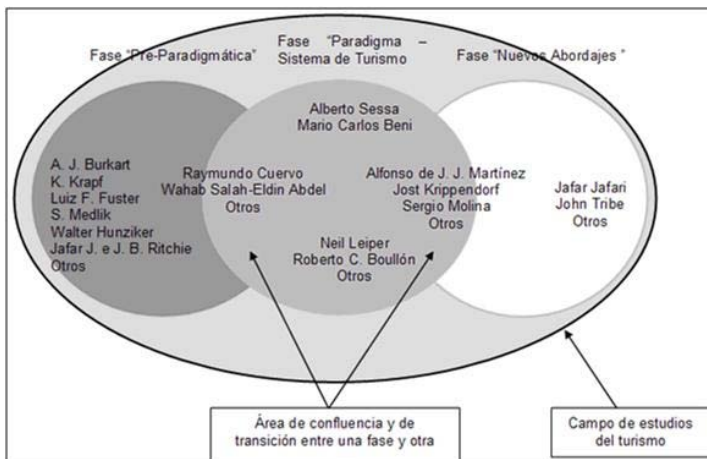 Fase "Pre-Paradigmática"
Fase "Paradigma –
Sistema de Turismo
Fase "Nuevos Abordajes "
Alberto Sessa
Mario Carlos Beni
A. J. Burkart
K. Krapf
Luiz F. Fuster
S. Medlik
Walter Hunziker
Jafar J. e J. B. Ritchie
Otros
Raymundo Cuervo
Wahab Salah-Eldin Abdel
Otros
Alfonso de J. J. Martínez
Jost Krippendorf
Sergio Molina
Otros
Jafar Jafari
John Tribe
Otros
Neil Leiper
Roberto C. Boullón
Otros
Área de confluencia y de
transición entre una fase y otra
Campo de estudios
del turismo